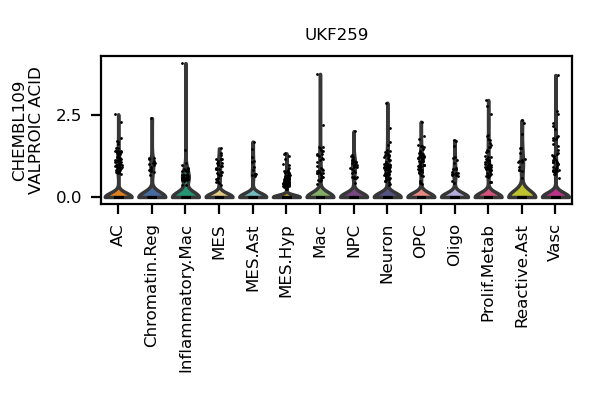 UKF259
CHEMBL109
VALPROIC ACID
2.5
0.0
AC
Chromatin.Reg
Inflammatory.Mac
MES
MES.Ast
MES.Hyp
Mac
NPC
Neuron
OPC
Oligo
Prolif.Metab
Reactive.Ast
Vasc